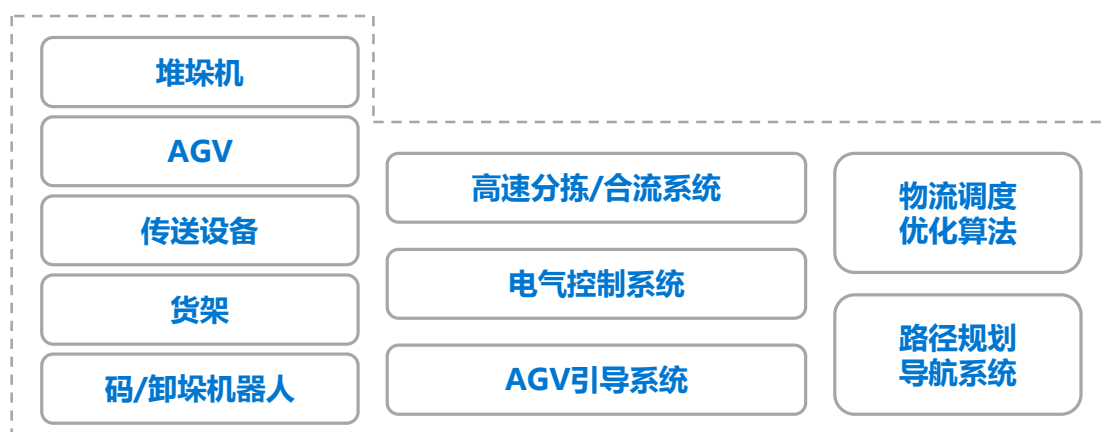 堆垛机
AGV
传送设备
货架
码/卸垛机器人
高速分拣/合流系统
电气控制系统
AGV引导系统
物流调度
优化算法
路径规划
导航系统